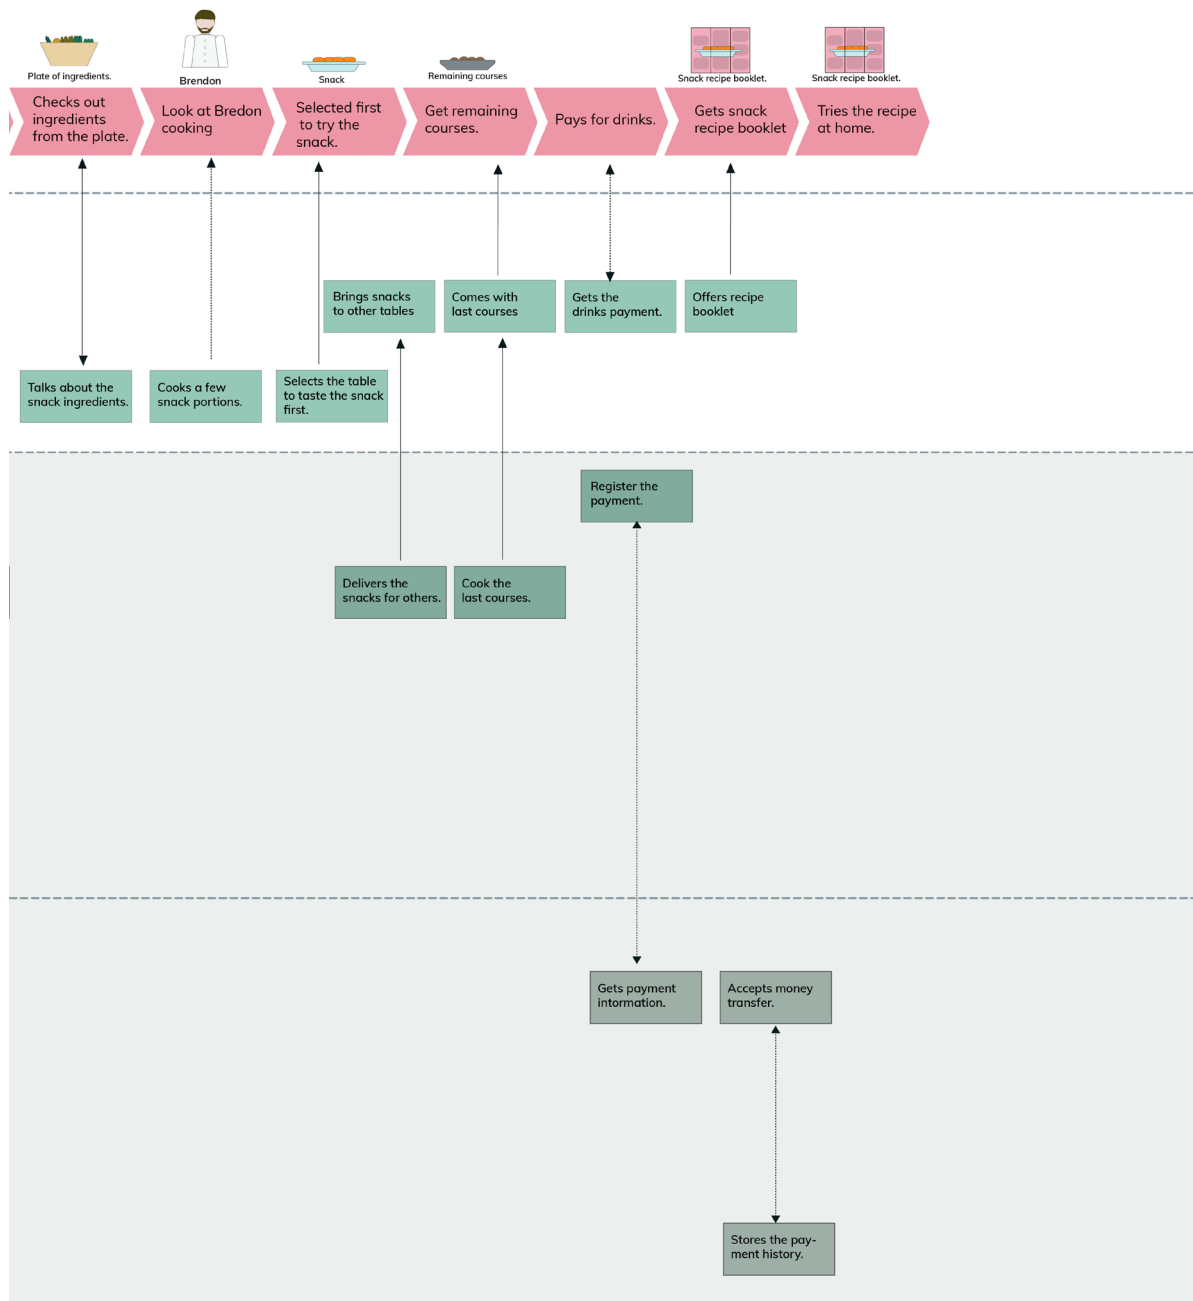 Plate of ingredients.
Brendon
Snack
Remaining courses
Snack recipe booklet.
Snack recipe booklet.
Checks out
ingredients
from the plate.
Look at Bredon
cooking
Selected first
to try the
snack.
Get remaining
courses.
Pays for drinks.
Gets snack
recipe booklet
Tries the recipe
at home.
Brings snacks
to other tables
Comes with
last courses
Gets the
drinks payment.
Offers recipe
booklet
Talks about the
snack ingredients.
Cooks a few
snack portions.
Selects the table
to taste the snack
first.
Register the
payment.
Delivers the
snacks for others.
Cook the
last courses.
Gets payment
intormation.
Accepts money
transfer.
Stores the pay-
ment history.